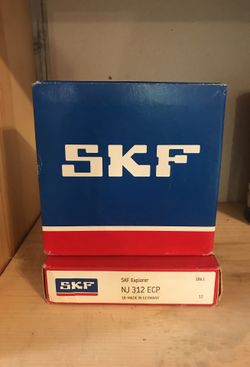 SKF
SKF
SKF Explorer
NJ 312 ECP
MADE IN GERMANY